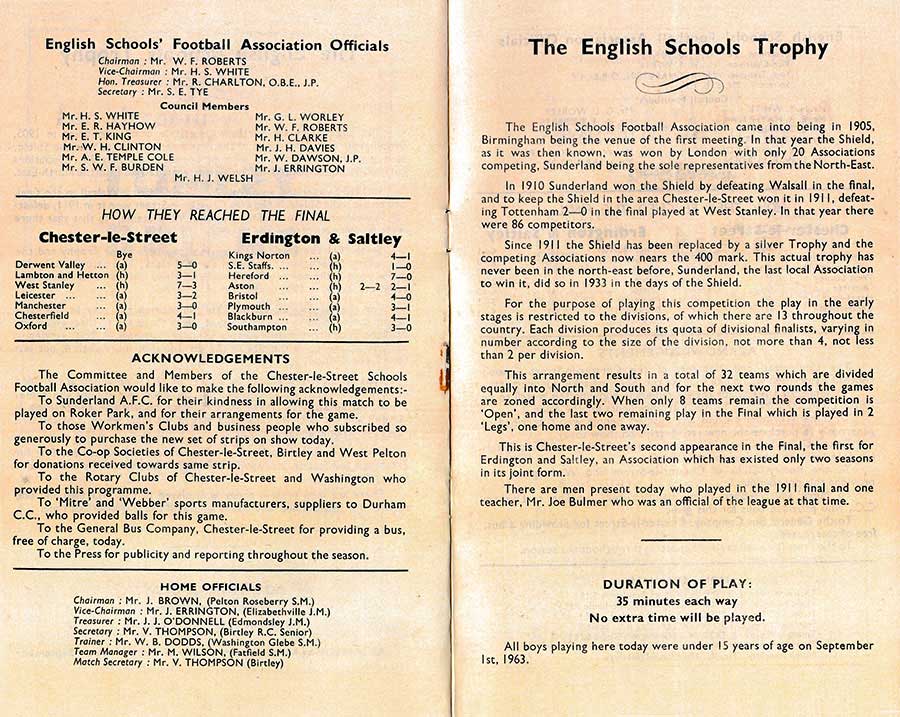 English Schools' Football Association Officials
Chairman : Mr. W. F. ROBERTS
Vice-Chairman : Mr. H. S. WHITE
Hon. Treasurer : Mr. R. CHARLTON, O.B.E., J.P.
Secretary : Mr. S. E. TYE
Council Members
Mr. H. S. WHITE
Mr. E. R. HAYHOW
Mr. E. T. KING
Mr. W. H. CLINTON
Mr. A. E. TEMPLE COLE
Mr. S. W. F. BURDEN
Mr. G. L. WORLEY
Mr. W. F. ROBERTS
Mr. H. CLARKE
Mr. J. H. DAVIES
Mr. W. DAWSON, J.P.
Mr. J. ERRINGTON
Mr. H. J. WELSH
HOW THEY REACHED THE FINAL
Chester-le-Street
Bye
Derwent Valley ... (a) 5—0
Lambton and Hetton (h) 3—1
West Stanley ... (h) 7—3
Leicester ... ... (a) 3—2
Manchester ... (a) 3—0
Chesterfield ... (a) 4—1
Oxford ... ... (a) 3—0
Erdington & Saltley
Kings Norton ... (a) 4—1
S.E. Staffs. ... ... (h) 1—0
Hereford ... ... (h) 7—0
Aston ... ... (h) 2—2 2—1
Bristol ... ... (a) 4—0
Plymouth ... ... (a) 3—1
Blackburn ... ... (a) 4—1
Southampton ... (h) 3—0
ACKNOWLEDGEMENTS
The Committee and Members of the Chester-le-Street Schools
Football Association would like to make the following acknowledgements:-
To Sunderland A.F.C. for their kindness in allowing this match to be
played on Roker Park, and for their arrangements for the game.
To those Workmen's Clubs and business people who subscribed so
generously to purchase the new set of strips on show today.
To the Co-op Societies of Chester-le-Street, Birtley and West Pelton
for donations received towards same strip.
To the Rotary Clubs of Chester-le-Street and Washington who
provided this programme.
To 'Mitre' and 'Webber' sports manufacturers, suppliers to Durham
C.C., who provided balls for this game.
To the General Bus Company, Chester-le-Street for providing a bus,
free of charge, today.
To the Press for publicity and reporting throughout the season.
HOME OFFICIALS
Chairman : Mr. J. BROWN, (Pelton Roseberry S.M.)
Vice-Chairman : Mr. J. ERRINGTON, (Elizabethville J.M.)
Treasurer : Mr. J. J. O'DONNELL (Edmondsley J.M.)
Secretary : Mr. V. THOMPSON, (Birtley R.C. Senior)
Trainer : Mr. W. B. DODDS, (Washington Glebe S.M.)
Team Manager : Mr. M. WILSON, (Fatfield S.M.)
Match Secretary : Mr. V. THOMPSON (Birtley)
The English Schools Trophy
The English Schools Football Association came into being in 1905,
Birmingham being the venue of the first meeting. In that year the Shield,
as it was then known, was won by London with only 20 Associations
competing, Sunderland being the sole representatives from the North-East.
In 1910 Sunderland won the Shield by defeating Walsall in the final,
and to keep the Shield in the area Chester-le-Street won it in 1911, defeat-
ing Tottenham 2—0 in the final played at West Stanley. In that year there
were 86 competitors.
Since 1911 the Shield has been replaced by a silver Trophy and the
competing Associations now nears the 400 mark. This actual trophy has
never been in the north-east before, Sunderland, the last local Association
to win it, did so in 1933 in the days of the Shield.
For the purpose of playing this competition the play in the early
stages is restricted to the divisions, of which there are 13 throughout the
country. Each division produces its quota of divisional finalists, varying in
number according to the size of the division, not more than 4, not less
than 2 per division.
This arrangement results in a total of 32 teams which are divided
equally into North and South and for the next two rounds the games
are zoned accordingly. When only 8 teams remain the competition is
'Open', and the last two remaining play in the Final which is played in 2
'Legs', one home and one away.
This is Chester-le-Street's second appearance in the Final, the first for
Erdington and Saltley, an Association which has existed only two seasons
in its joint form.
There are men present today who played in the 1911 final and one
teacher, Mr. Joe Bulmer who was an official of the league at that time.
DURATION OF PLAY:
35 minutes each way
No extra time will be played.
All boys playing here today were under 15 years of age on September
1st, 1963.